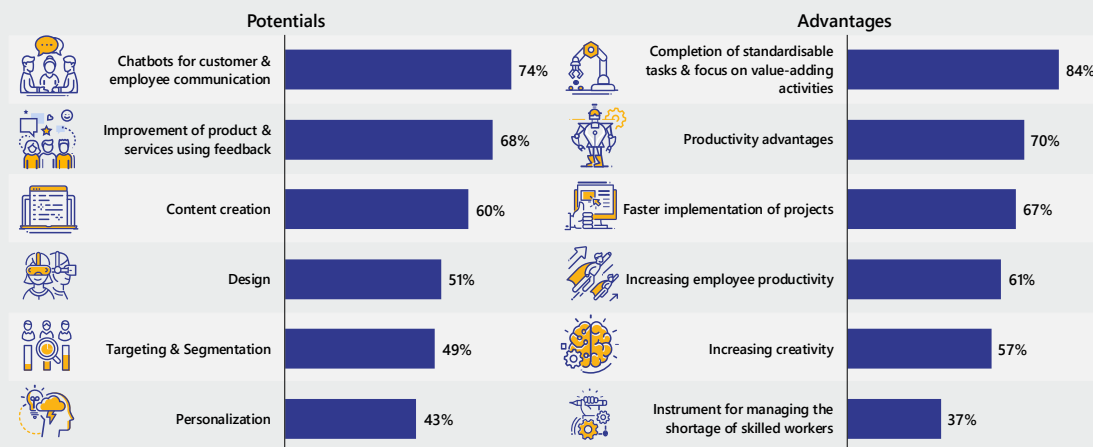 Potentials
Chatbots for customer &
employee communication
74%
Improvement of product &
services using feedback
68%
Content creation
60%
Design
51%
Targeting & Segmentation
49%
Personalization
43%
Advantages
Completion of standardisable
tasks & focus on value-adding
activities
84%
Productivity advantages
70%
Faster implementation of projects
67%
Increasing employee productivity
61%
Increasing creativity
57%
Instrument for managing the
shortage of skilled workers
37%